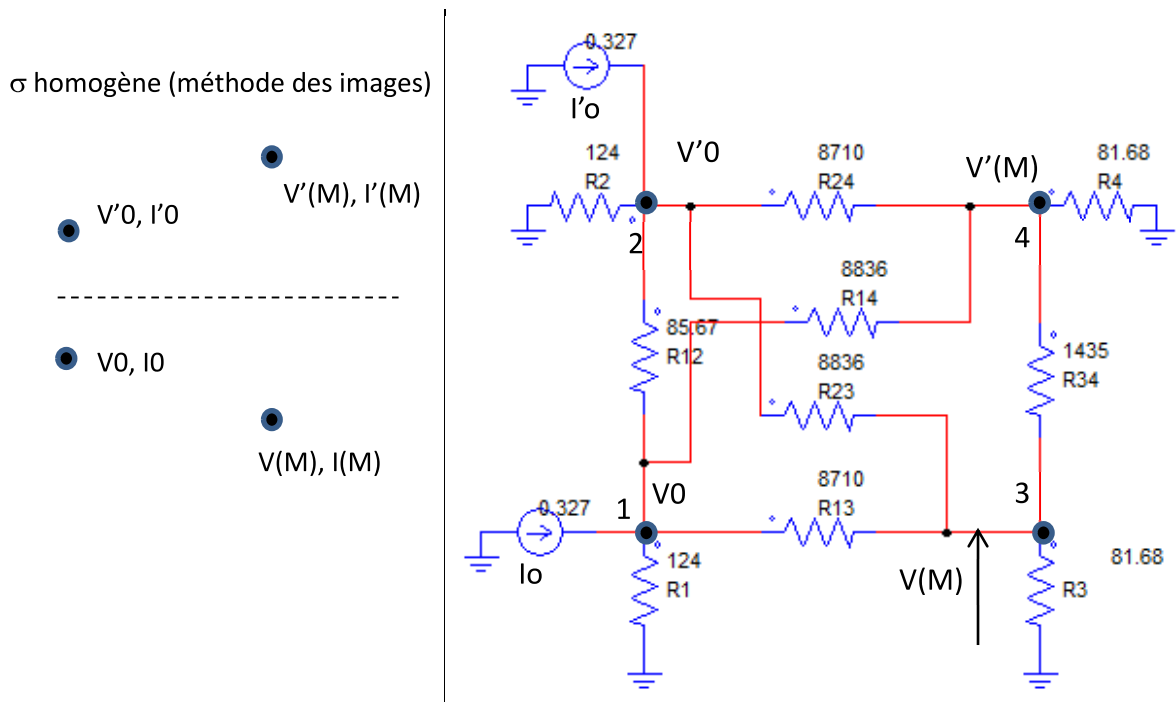 σ homogène (méthode des images)
V'(M), I'(M)
V'0, I'0
V0, I0
V(M), I(M)
0.327
I'o
124
R2
V'0
2
8710
R24
V'(M)
4
81.68
R4
8836
R14
85.67
R12
8836
R23
1435
R34
0.327
Io
1
V0
8710
R13
3
124
R1
V(M)
81.68
R3